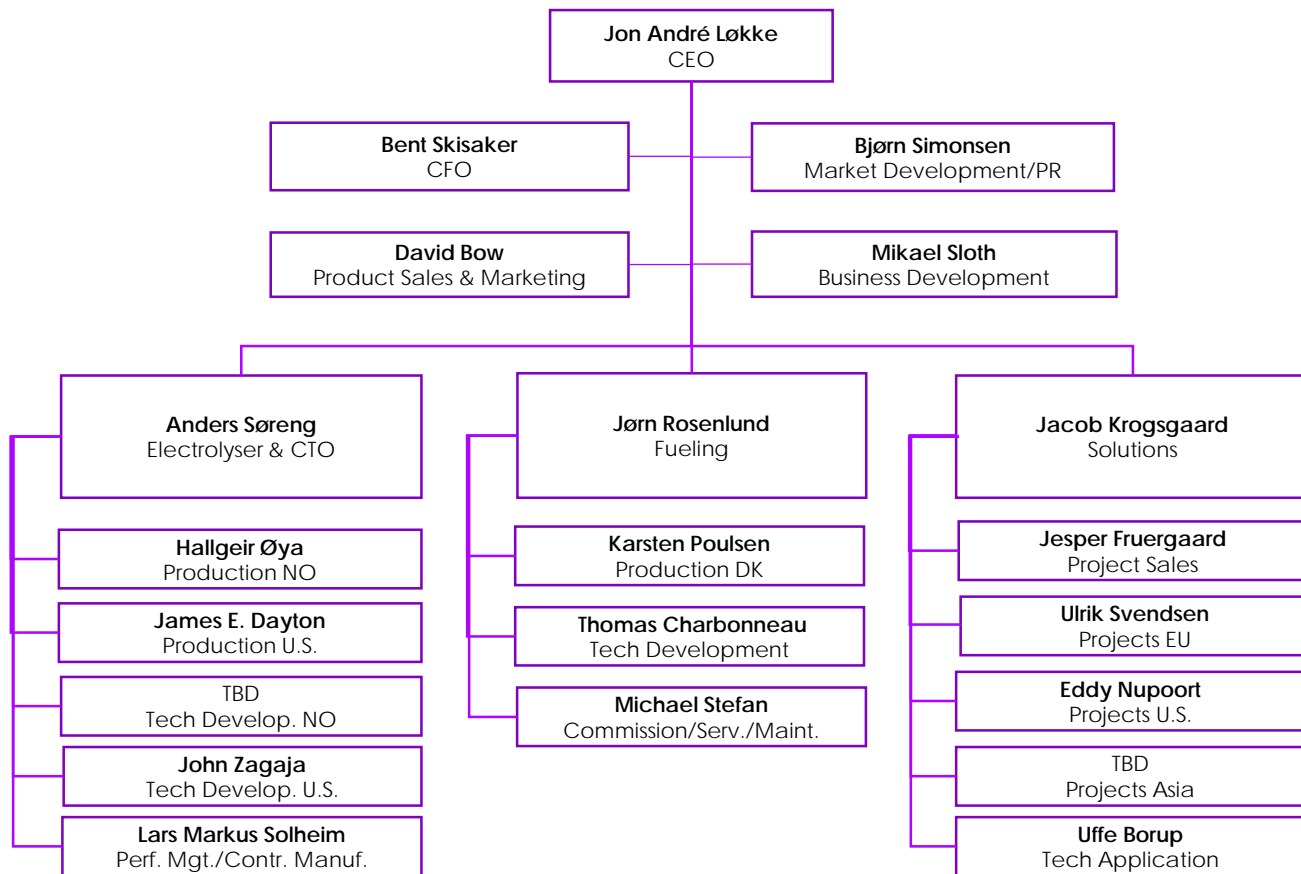 Jon André Løkke
CEO
Bent Skisaker
CFO
Bjørn Simonsen
Market Development/PR
David Bow
Product Sales & Marketing
Mikael Sloth
Business Development
Anders Søreng
Electrolyser & CTO
Jørn Rosenlund
Fueling
Jacob Krogsgaard
Solutions
Hallgeir Øya
Production NO
James E. Dayton
Production U.S.
TBD
Tech Develop. NO
John Zagaja
Tech Develop. U.S.
Lars Markus Solheim
Perf. Mgt./Contr. Manuf.
Karsten Poulsen
Production DK
Thomas Charbonneau
Tech Development
Michael Stefan
Commission/Serv./Maint.
Jesper Fruergaard
Project Sales
Ulrik Svendsen
Projects EU
Eddy Nupoort
Projects U.S.
TBD
Projects Asia
Uffe Borup
Tech Application